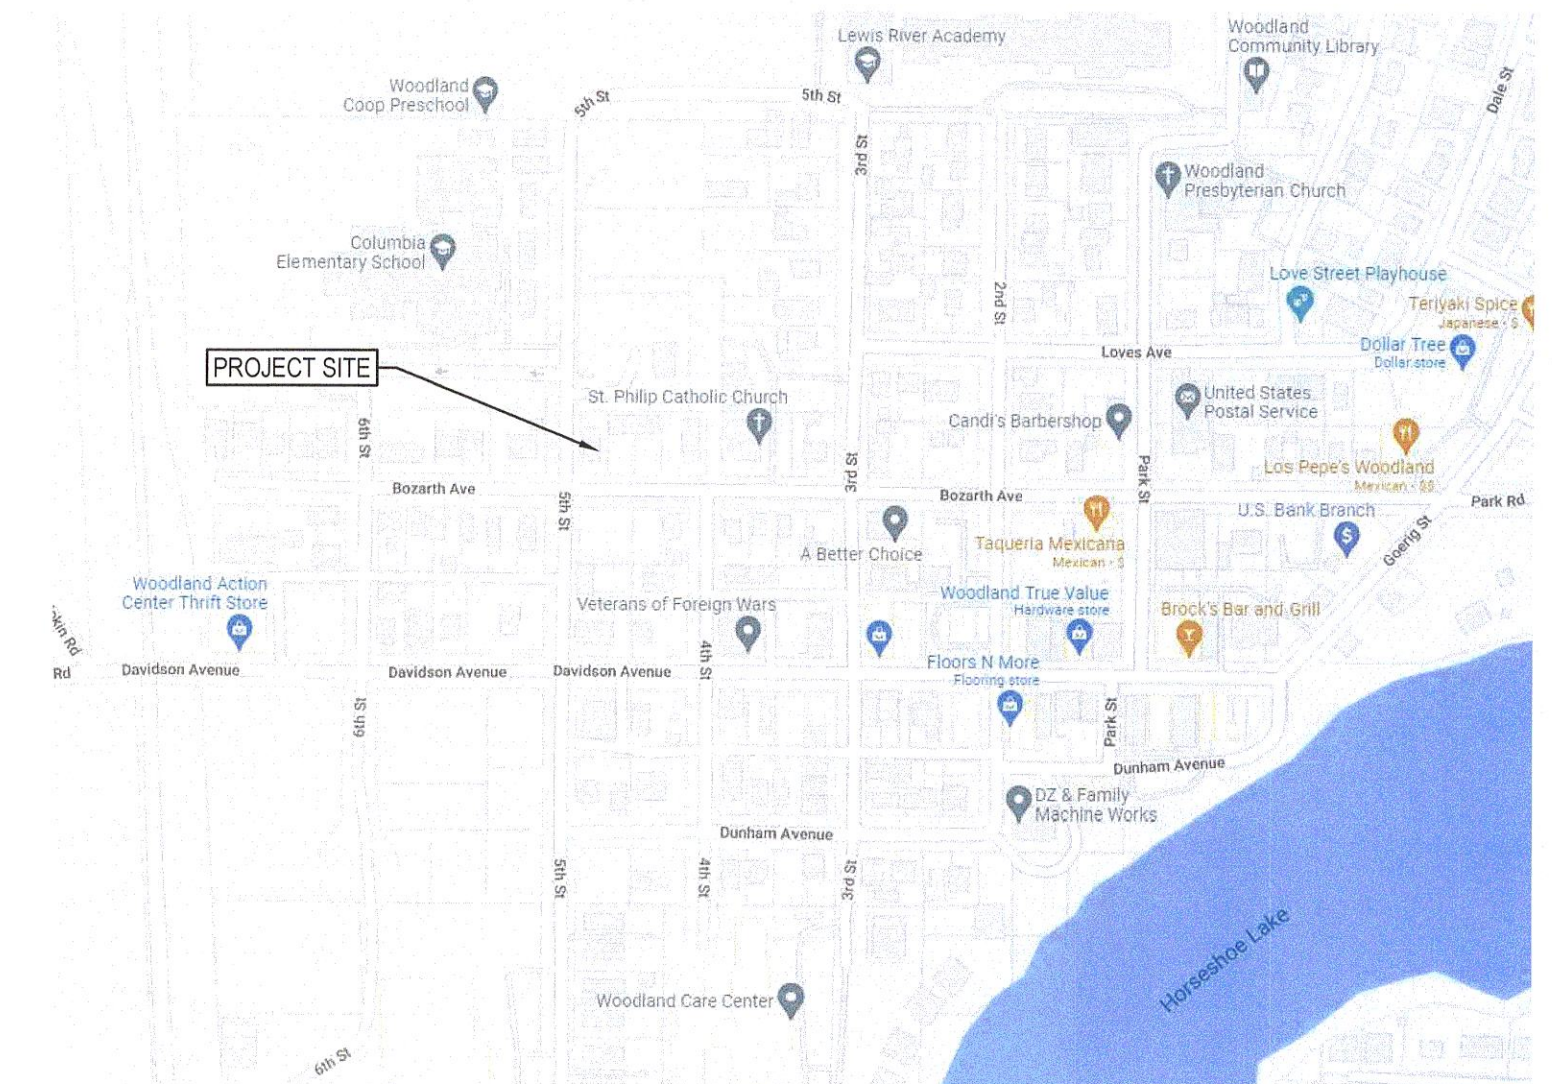 Woodland
Community Library
Lewis River Academy
Dale St
Woodland
Coop Preschool
5th St
5th St
3rd St
Woodland
Presbyterian Church
Columbia
Elementary School
Love Street Playhouse
2nd St
Teriyaki Spice
Japanese · $
Dollar Tree
Dollar store
Loves Ave
PROJECT SITE
St. Philip Catholic Church
United States
Postal Service
Candi's Barbershop
6th St
3rd St
Park St
Los Pepe's Woodland
Mexican · $$
Bozarth Ave
Bozarth Ave
Park Rd
5th St
U.S. Bank Branch
Goerig St
A Better Choice
Taqueria Mexicana
Mexican · $
Woodland Action
Center Thrift Store
Veterans of Foreign Wars
Woodland True Value
Hardware store
Brock's Bar and Grill
Rd
Davidson Avenue
Davidson Avenue
Davidson Avenue
4th St
Floors N More
Flooring store
6th St
Park St
Dunham Avenue
DZ & Family
Machine Works
Dunham Avenue
5th St
4th St
3rd St
Horseshoe Lake
Woodland Care Center
6th St